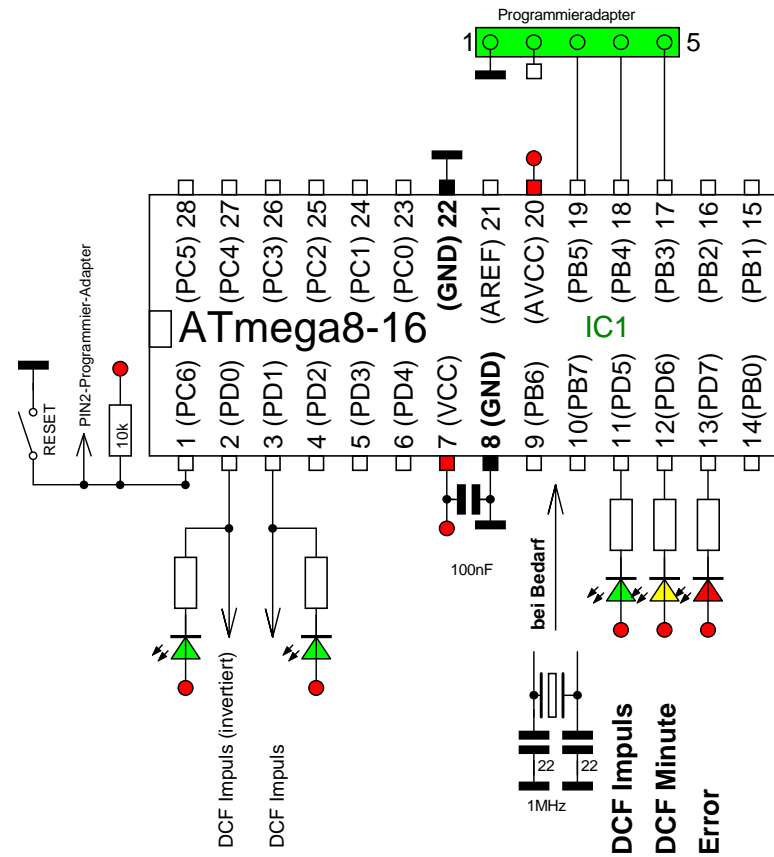 Programmieradapter
1
5
(PC5) 28
(PC4) 27
(PC3) 26
(PC2) 25
(PC1) 24
(PC0) 23
(GND) 22
(AREF) 21
(AVCC) 20
(PB5) 19
(PB4) 18
(PB3) 17
(PB2) 16
(PB1) 15
ATmega8-16
IC1
RESET
PIN2-Programmier-Adapter
10k
1 (PC6)
2 (PD0)
3 (PD1)
4 (PD2)
5 (PD3)
6 (PD4)
7 (VCC)
8 (GND)
9 (PB6)
10(PB7)
11(PD5)
12(PD6)
13(PD7)
14(PB0)
100nF
bei Bedarf
DCF Impuls (invertiert)
DCF Impuls
22
22
1MHz
DCF Impuls
DCF Minute
Error